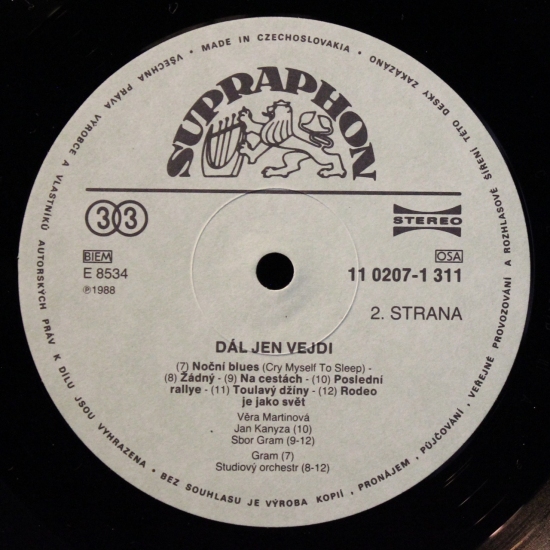 VŠECHNA PRÁVA VÝROBCE A VLASTNÍKŮ AUTORSKÝCH PRÁV K DÍLU JSOU VYHRAZENA • BEZ SOUHLASU JE VÝROBA KOPIÍ, PRONÁJEM, PŮJČOVÁNÍ, VEŘEJNÉ PROVOZOVÁNÍ A ROZHLASOVÉ ŠÍŘENÍ TÉTO DESKY ZAKÁZÁNO • MADE IN CZECHOSLOVAKIA •
SUPRAPHON
33
STEREO
BIEM
OSA
E 8534
11 0207-1 311
℗1988
2. STRANA
DÁL JEN VEJDI
(7) Noční blues (Cry Myself To Sleep) -
(8) Žádný - (9) Na cestách - (10) Poslední
rallye - (11) Toulavý džíny - (12) Rodeo
je jako svět
Věra Martinová
Jan Kanyza (10)
Sbor Gram (9-12)
Gram (7)
Studiový orchestr (8-12)